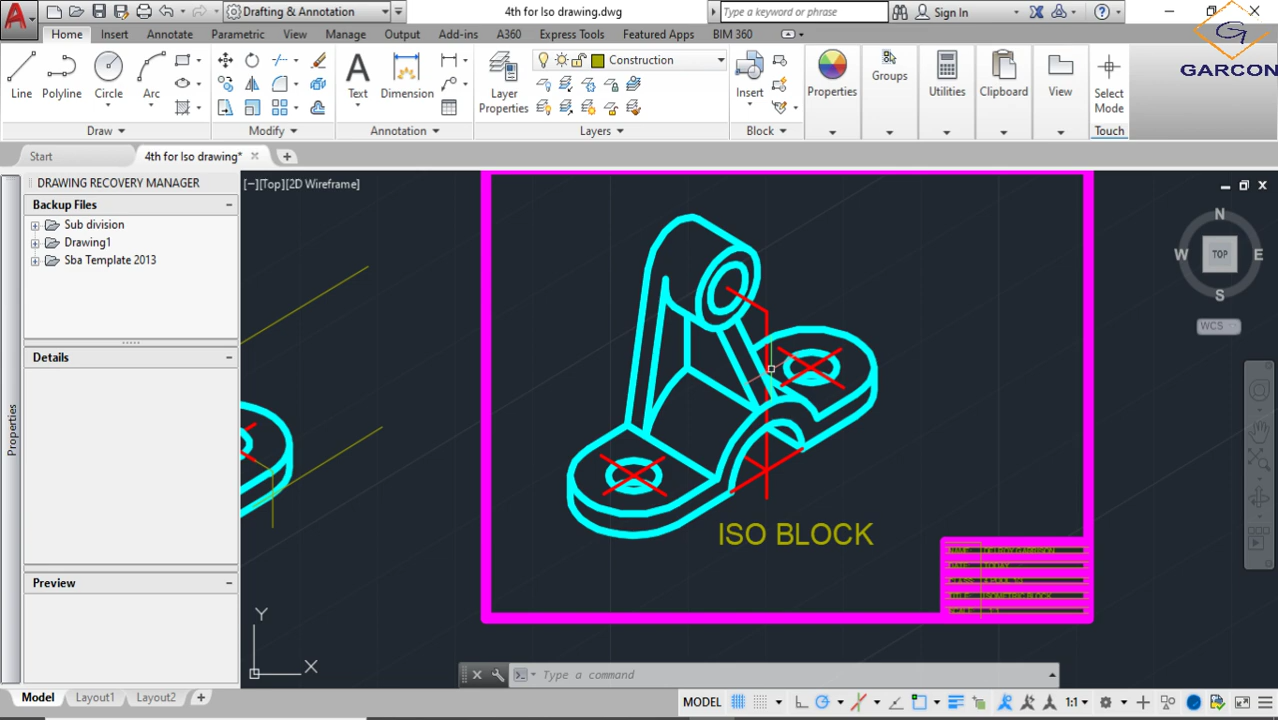 Drafting & Annotation
4th for Iso drawing.dwg
Type a keyword or phrase
Sign In
GARCON
Home Insert Annotate Parametric View Manage Output Add-ins A360 Express Tools Featured Apps BIM 360
Line Polyline Circle Arc
Text Dimension
Layer Properties
Construction
Insert
Properties Groups Utilities Clipboard View
Select Mode
Draw Modify Annotation Layers Block Touch
Start 4th for Iso drawing*
DRAWING RECOVERY MANAGER
Backup Files
Sub division
Drawing1
Sba Template 2013
Details
Preview
Properties
[−][Top][2D Wireframe]
N
W TOP E
S
WCS
ISO BLOCK
Y
X
Type a command
Model Layout1 Layout2
MODEL 1:1